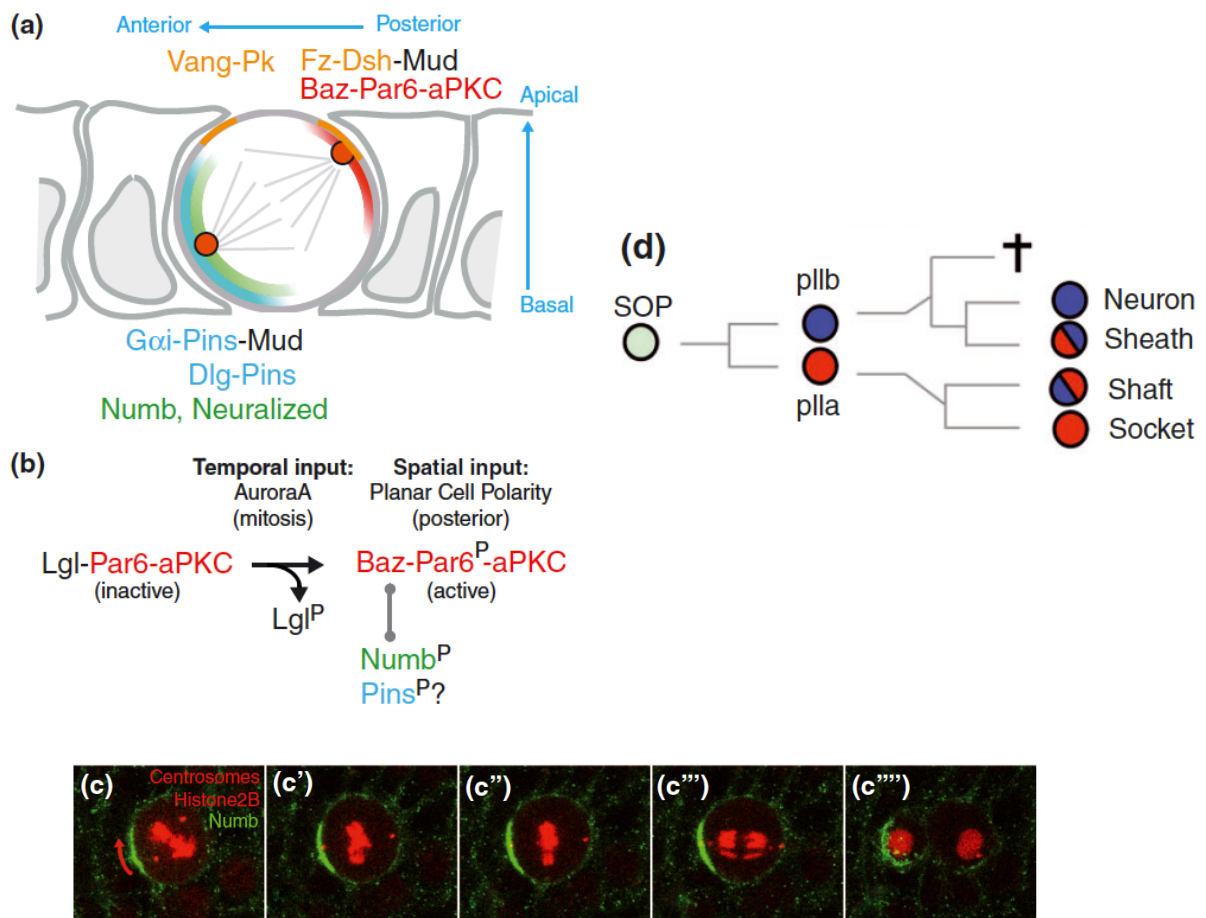 (a)
Anterior
Posterior
Vang-Pk
Fz-Dsh-Mud
Baz-Par6-aPKC
Apical
Basal
Gαi-Pins-Mud
Dlg-Pins
Numb, Neuralized
(b)
Temporal input:
AuroraA
(mitosis)
Spatial input:
Planar Cell Polarity
(posterior)
Lgl-Par6-aPKC
(inactive)
Lglᴾ
Baz-Par6ᴾ-aPKC
(active)
Numbᴾ
Pinsᴾ?
(d)
SOP
pIIb
pIIa
Neuron
Sheath
Shaft
Socket
(c)
Centrosomes
Histone2B
Numb
(c')
(c'')
(c''')
(c'''')